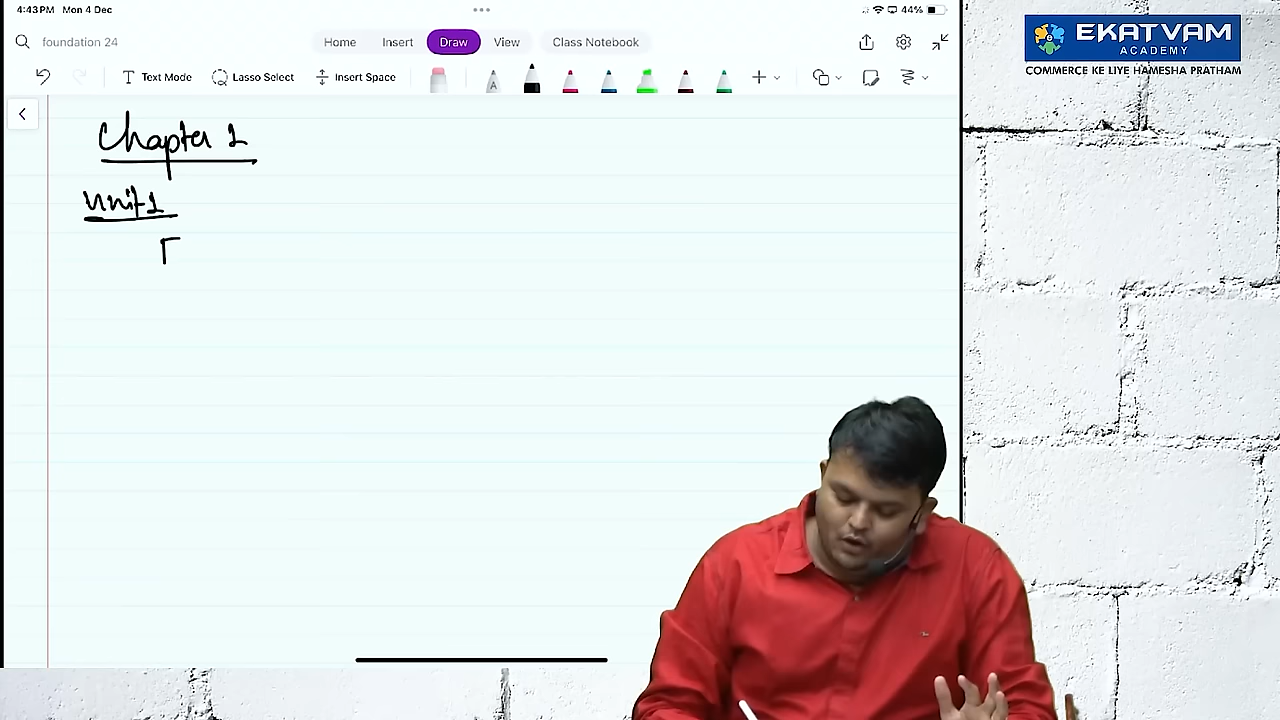 4:43 PM Mon 4 Dec
44%
foundation 24
Home Insert Draw View Class Notebook
Text Mode Lasso Select Insert Space
A
EKATVAM
ACADEMY
COMMERCE KE LIYE HAMESHA PRATHAM
Chapter 1
Unit 1